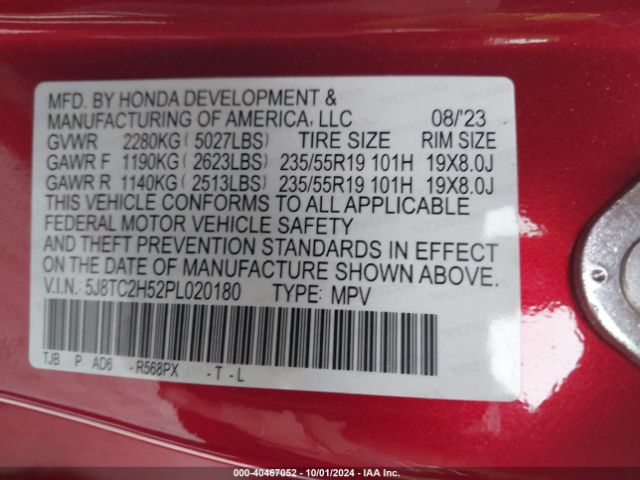 MFD. BY HONDA DEVELOPMENT &
MANUFACTURING OF AMERICA, LLC 08/'23
GVWR 2280KG ( 5027LBS) TIRE SIZE RIM SIZE
GAWR F 1190KG ( 2623LBS) 235/55R19 101H 19X8.0J
GAWR R 1140KG ( 2513LBS) 235/55R19 101H 19X8.0J
THIS VEHICLE CONFORMS TO ALL APPLICABLE
FEDERAL MOTOR VEHICLE SAFETY
AND THEFT PREVENTION STANDARDS IN EFFECT
ON THE DATE OF MANUFACTURE SHOWN ABOVE.
V.I.N.: 5J8TC2H52PL020180 TYPE: MPV
TJB P AD6 - R568PX - T - L
000-40467052 - 10/01/2024 - IAA Inc.